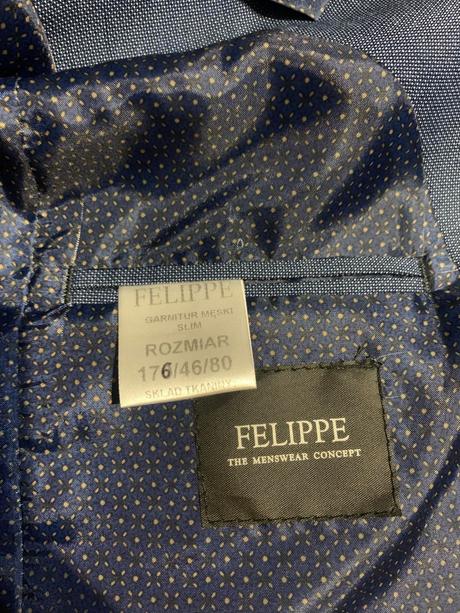 FELIPPE
GARNITUR MĘSKI
SLIM
ROZMIAR
176/46/80
SKŁAD TKANINY:
FELIPPE
THE MENSWEAR CONCEPT